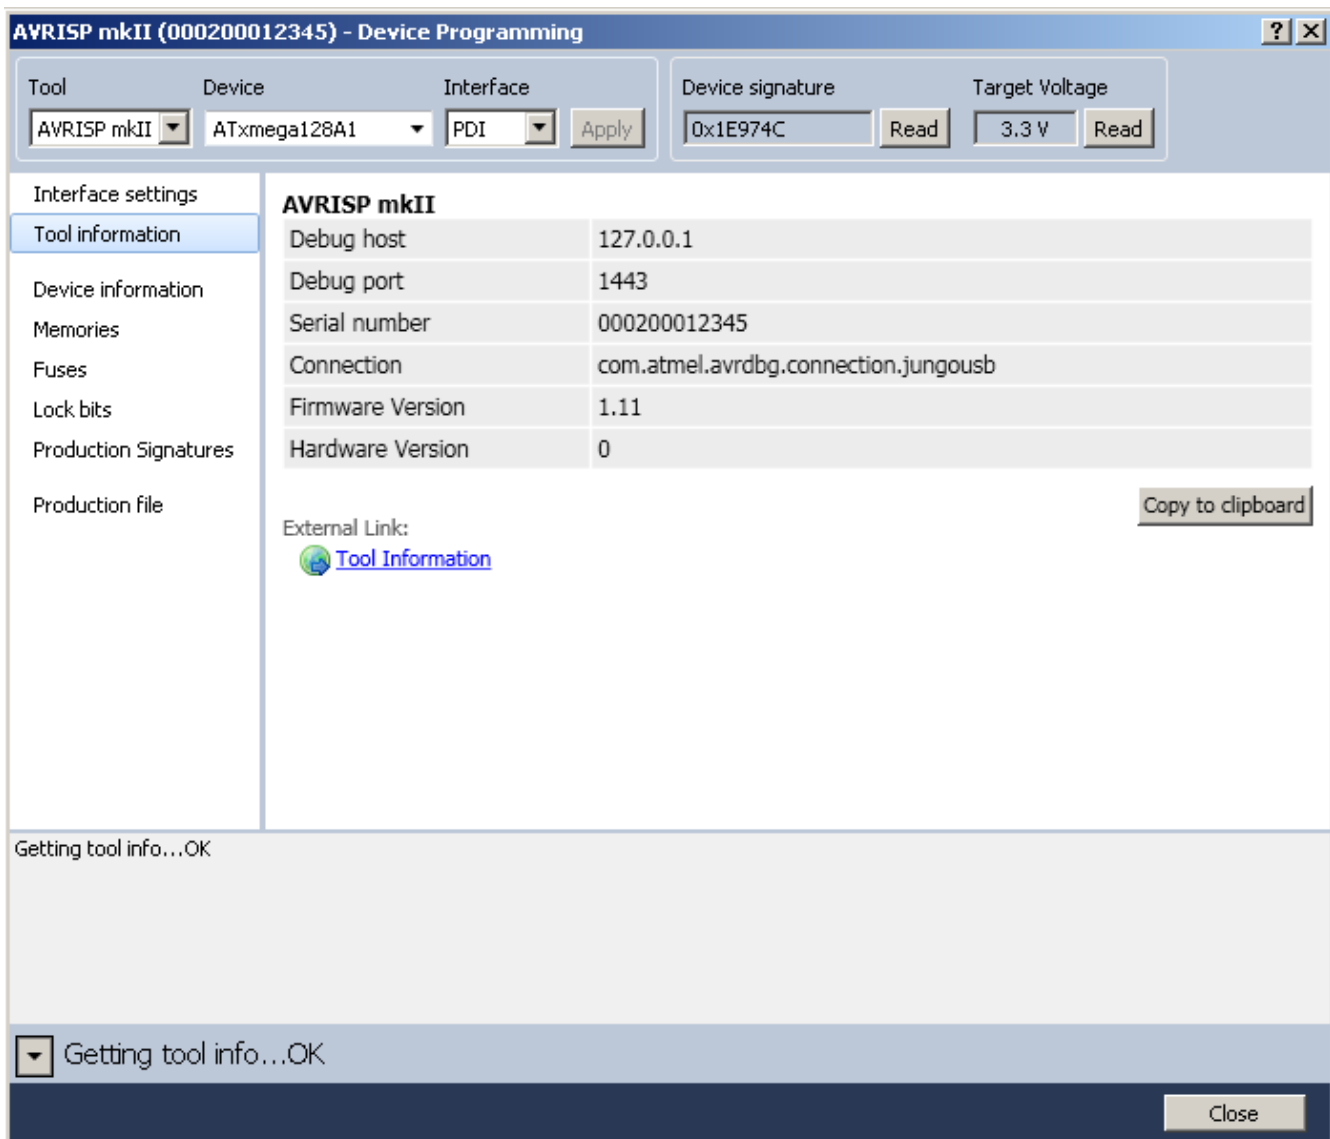 AVRISP mkII (000200012345) - Device Programming
Tool Device Interface Device signature Target Voltage
AVRISP mkII ATxmega128A1 PDI Apply 0x1E974C Read 3.3 V Read
Interface settings
Tool information
Device information
Memories
Fuses
Lock bits
Production Signatures
Production file
AVRISP mkII
Debug host 127.0.0.1
Debug port 1443
Serial number 000200012345
Connection com.atmel.avrdbg.connection.jungousb
Firmware Version 1.11
Hardware Version 0
Copy to clipboard
External Link:
Tool Information
Getting tool info...OK
Getting tool info...OK
Close